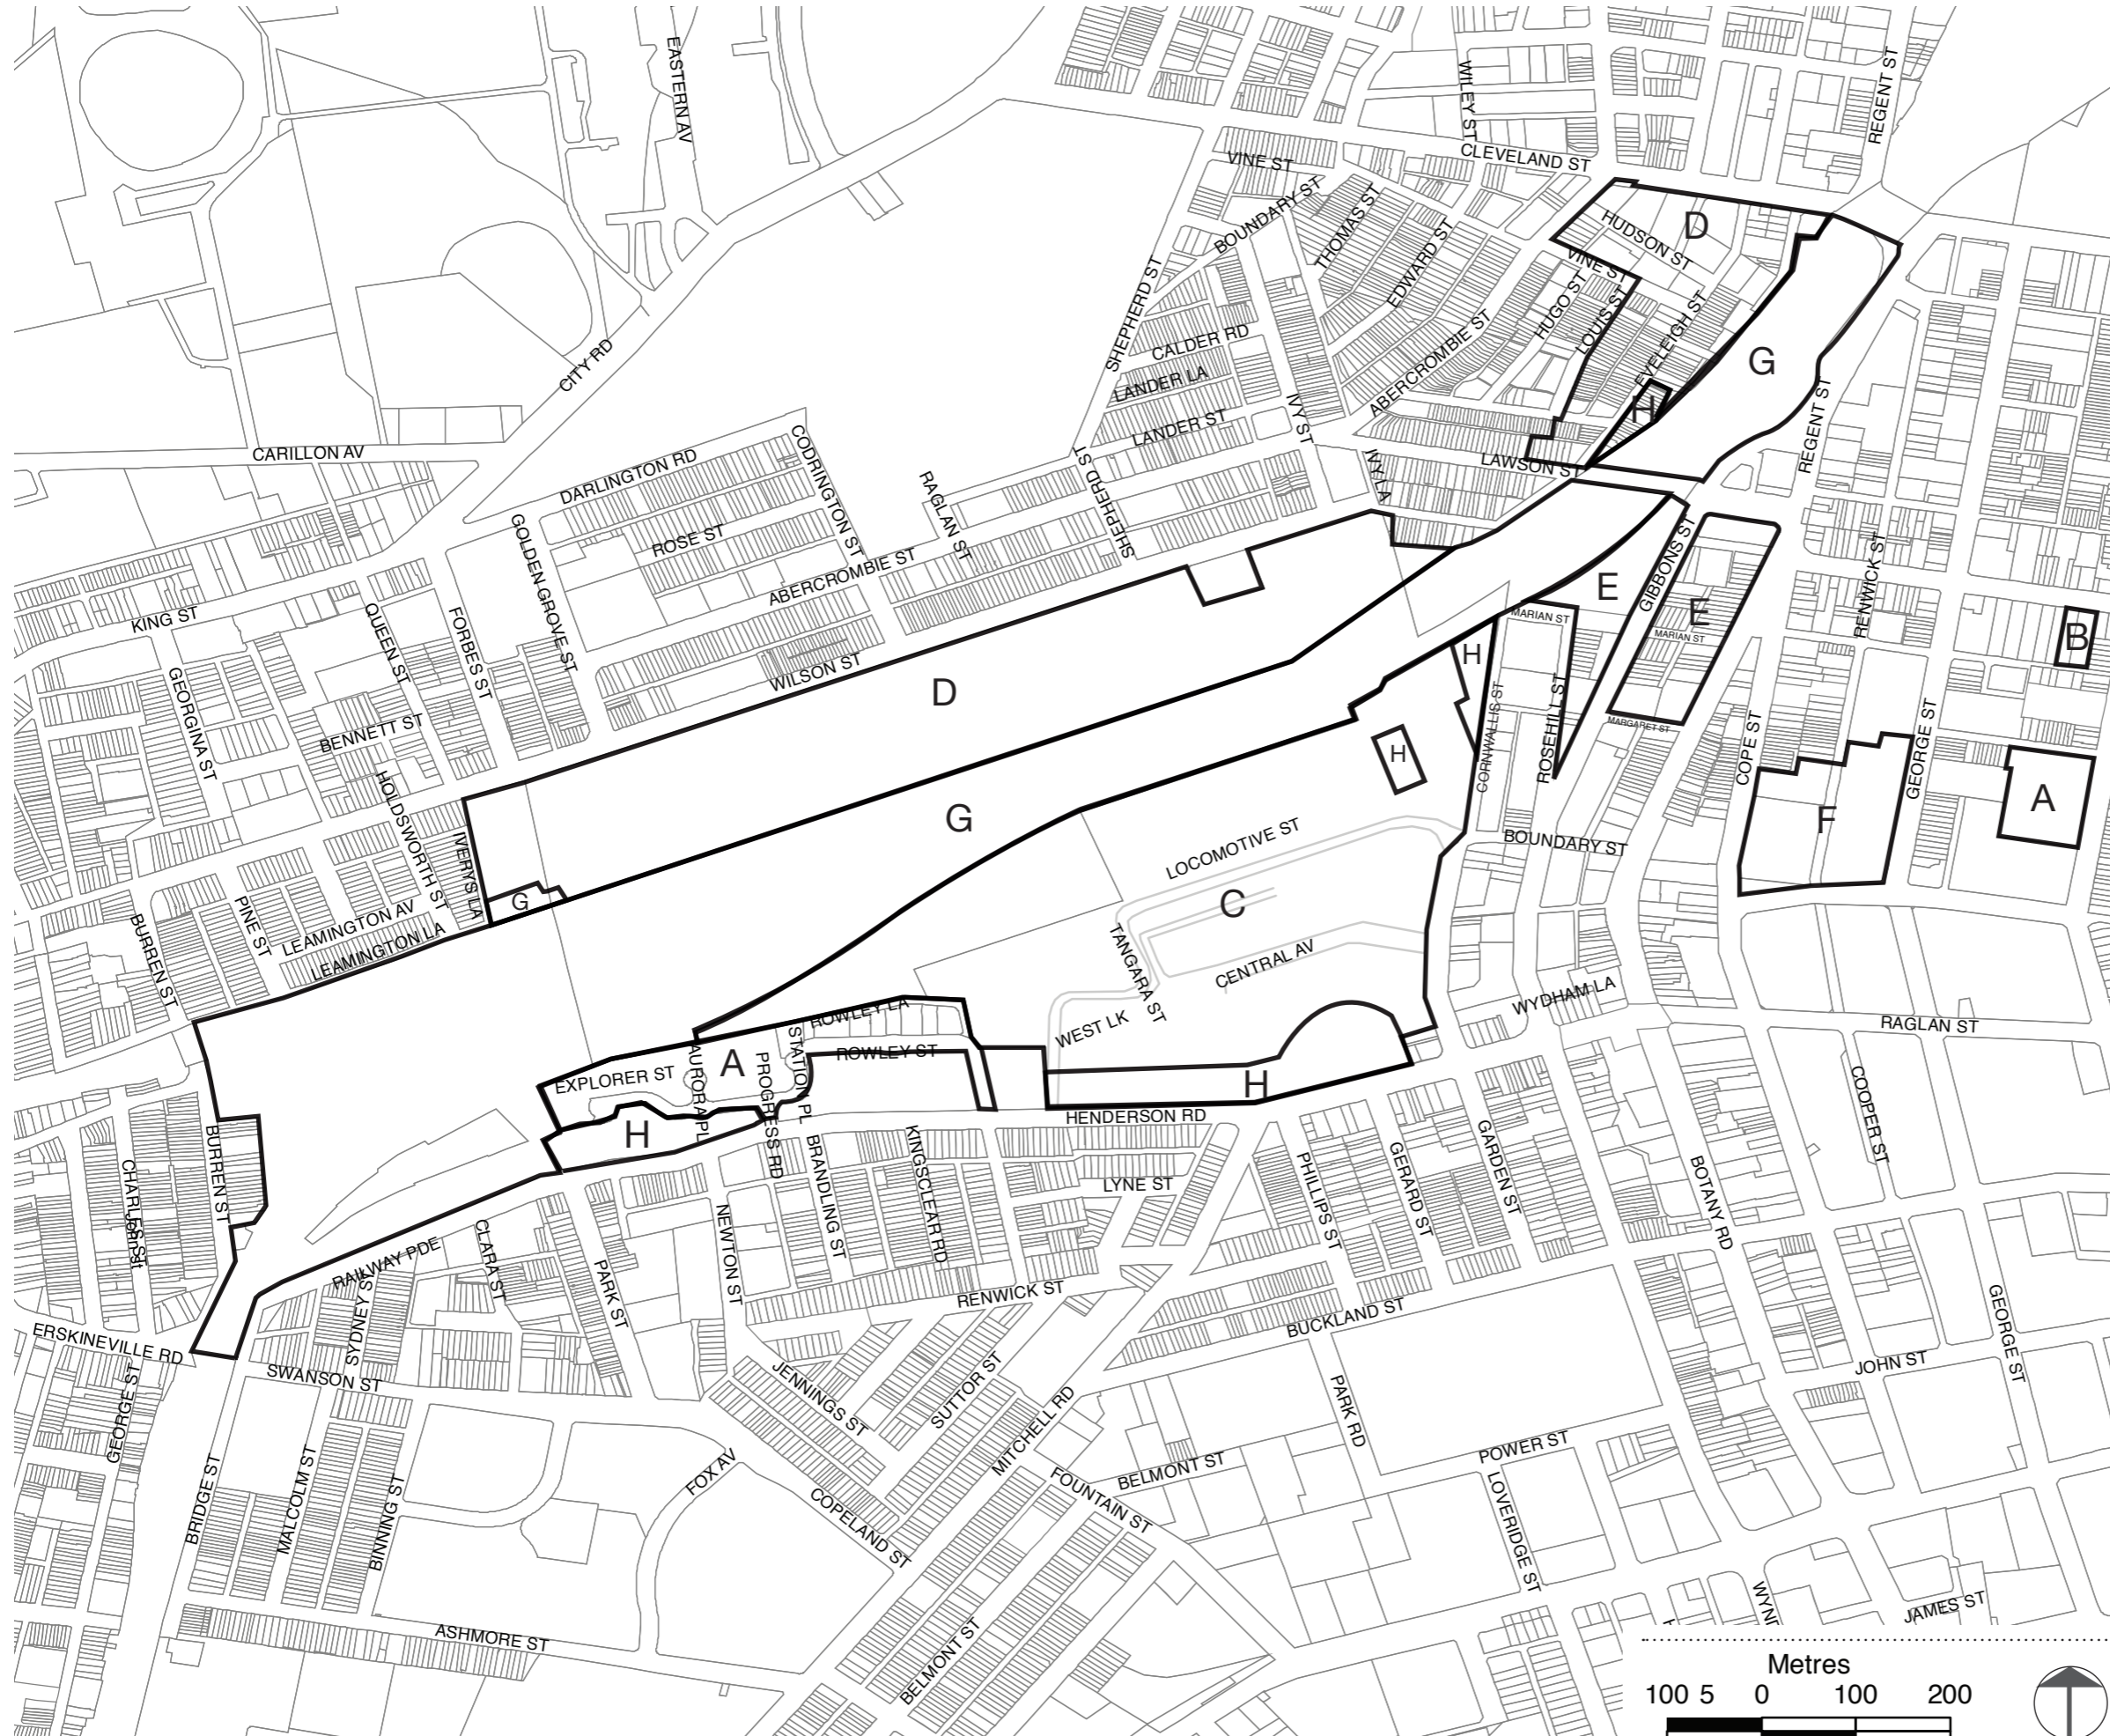 EASTERN AV
WILEY ST
REGENT ST
CLEVELAND ST
VINE ST
BOUNDARY ST
THOMAS ST
EDWARD ST
HUDSON ST
D
VINE ST
HUGO ST
LOUIS ST
EVELEIGH ST
SHEPHERD ST
CALDER RD
LANDER LA
LANDER ST
ABERCROMBIE ST
IVY ST
H
G
REGENT ST
CITY RD
CARILLON AV
DARLINGTON RD
CODRINGTON ST
RAGLAN ST
SHEPHERD ST
IVY LA
LAWSON ST
GOLDEN GROVE ST
ROSE ST
ABERCROMBIE ST
KING ST
QUEEN ST
FORBES ST
WILSON ST
GEORGINA ST
BENNETT ST
HOLDSWORTH ST
IVERYS LA
D
E
GIBBONS ST
E
MARIAN ST
MARIAN ST
RENWICK ST
B
H
H
CORNWALLIS ST
ROSEHILL ST
MARGARET ST
COPE ST
GEORGE ST
F
A
G
G
PINE ST
LEAMINGTON AV
LEAMINGTON LA
BURREN ST
LOCOMOTIVE ST
BOUNDARY ST
C
TANGARA ST
CENTRAL AV
WEST LK
WYDHAM LA
RAGLAN ST
ROWLEY LA
ROWLEY ST
STATION PL
A
EXPLORER ST
AURORA PL
PROGRESS RD
H
H
HENDERSON RD
COOPER ST
BURREN ST
CHARLES ST
John St
BRANDLING ST
KINGSCLEAR RD
LYNE ST
PHILLIPS ST
GERARD ST
GARDEN ST
BOTANY RD
RAILWAY PDE
CLARA ST
SYDNEY ST
PARK ST
NEWTON ST
RENWICK ST
BUCKLAND ST
GEORGE ST
ERSKINEVILLE RD
GEORGE ST
SWANSON ST
JENNINGS ST
SUTTOR ST
MITCHELL RD
PARK RD
JOHN ST
BRIDGE ST
MALCOLM ST
BINNING ST
FOX AV
COPELAND ST
FOUNTAIN ST
BELMONT ST
POWER ST
LOVERIDGE ST
ASHMORE ST
BELMONT ST
JAMES ST
Metres
100 5 0 100 200